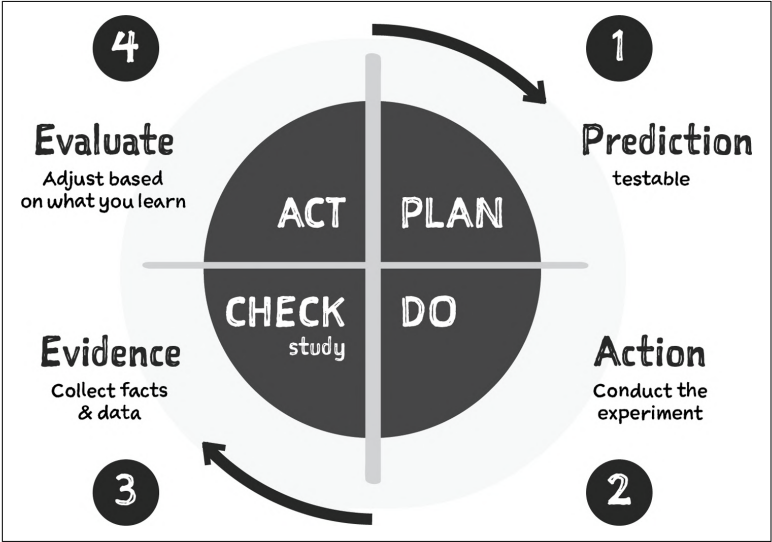 4
1
Evaluate
Adjust based
on what you learn
Prediction
testable
ACT
PLAN
CHECK
study
DO
Evidence
Collect facts
& data
Action
Conduct the
experiment
3
2